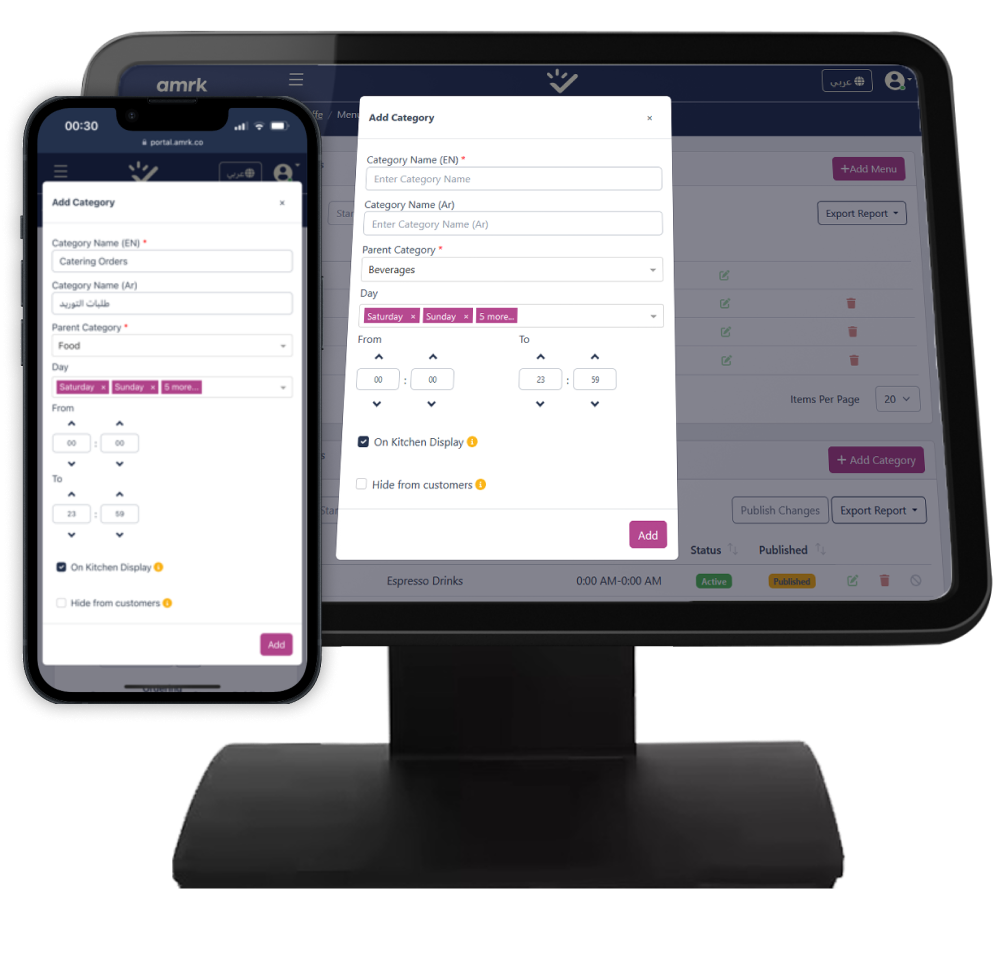 amrk
عربي
/ Menu
+Add Menu
Export Report
Items Per Page
20
+ Add Category
Publish Changes
Export Report
Status
Published
Espresso Drinks
0:00 AM-0:00 AM
Active
Published
Add Category
×
Category Name (EN) *
Enter Category Name
Category Name (Ar)
Enter Category Name (Ar)
Parent Category *
Beverages
Day
Saturday × Sunday × 5 more...
From To
00 : 00 23 : 59
On Kitchen Display
Hide from customers
Add
00:30
portal.amrk.co
عربي
Add Category
×
Category Name (EN) *
Catering Orders
Category Name (Ar)
طلبات التوريد
Parent Category *
Food
Day
Saturday × Sunday × 5 more...
From
00 : 00
To
23 : 59
On Kitchen Display
Hide from customers
Add